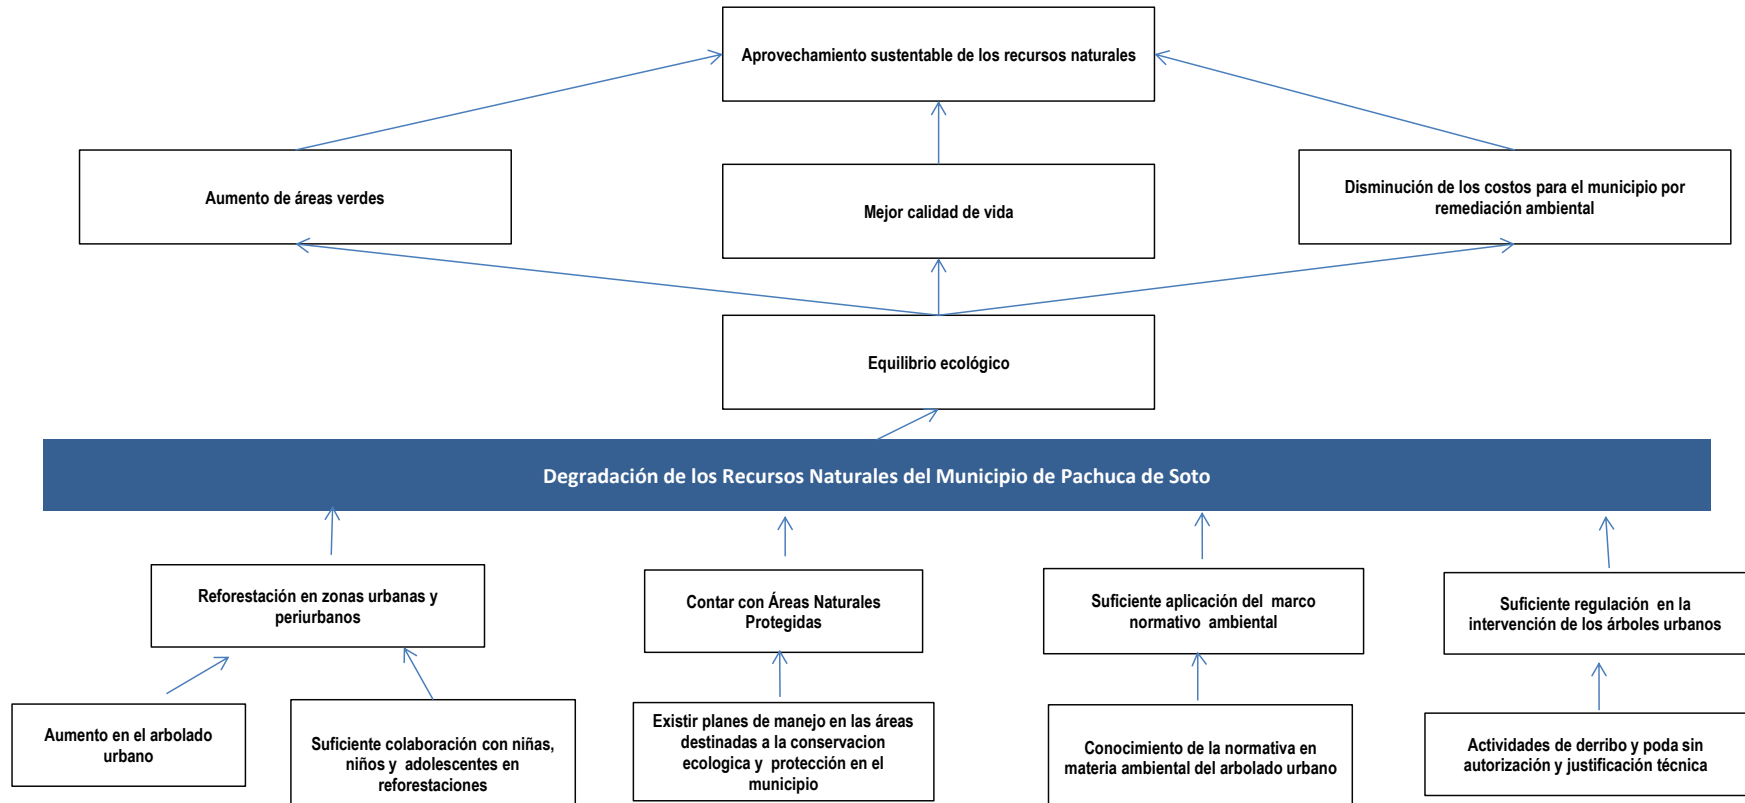 Aprovechamiento sustentable de los recursos naturales
Aumento de áreas verdes
Mejor calidad de vida
Disminución de los costos para el municipio por
remediación ambiental
Equilibrio ecológico
Degradación de los Recursos Naturales del Municipio de Pachuca de Soto
Reforestación en zonas urbanas y
periurbanos
Contar con Áreas Naturales
Protegidas
Suficiente aplicación del marco
normativo ambiental
Suficiente regulación en la
intervención de los árboles urbanos
Aumento en el arbolado
urbano
Suficiente colaboración con niñas,
niños y adolescentes en
reforestaciones
Existir planes de manejo en las áreas
destinadas a la conservacion
ecologica y protección en el
municipio
Conocimiento de la normativa en
materia ambiental del arbolado urbano
Actividades de derribo y poda sin
autorización y justificación técnica